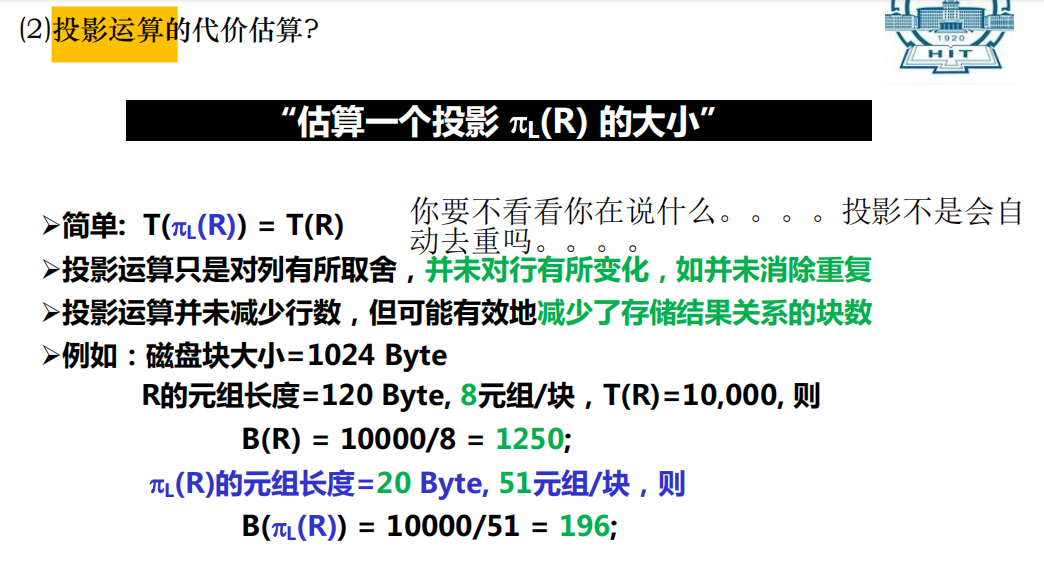 (2)投影运算的代价估算?
1920
HIT
“估算一个投影 πL(R) 的大小”
你要不看看你在说什么。。。。投影不是会自
动去重吗。。。。
➢简单: T(πL(R)) = T(R)
➢投影运算只是对列有所取舍，并未对行有所变化，如并未消除重复
➢投影运算并未减少行数，但可能有效地减少了存储结果关系的块数
➢例如：磁盘块大小=1024 Byte
R的元组长度=120 Byte, 8元组/块，T(R)=10,000, 则
B(R) = 10000/8 = 1250;
πL(R)的元组长度=20 Byte, 51元组/块，则
B(πL(R)) = 10000/51 = 196;